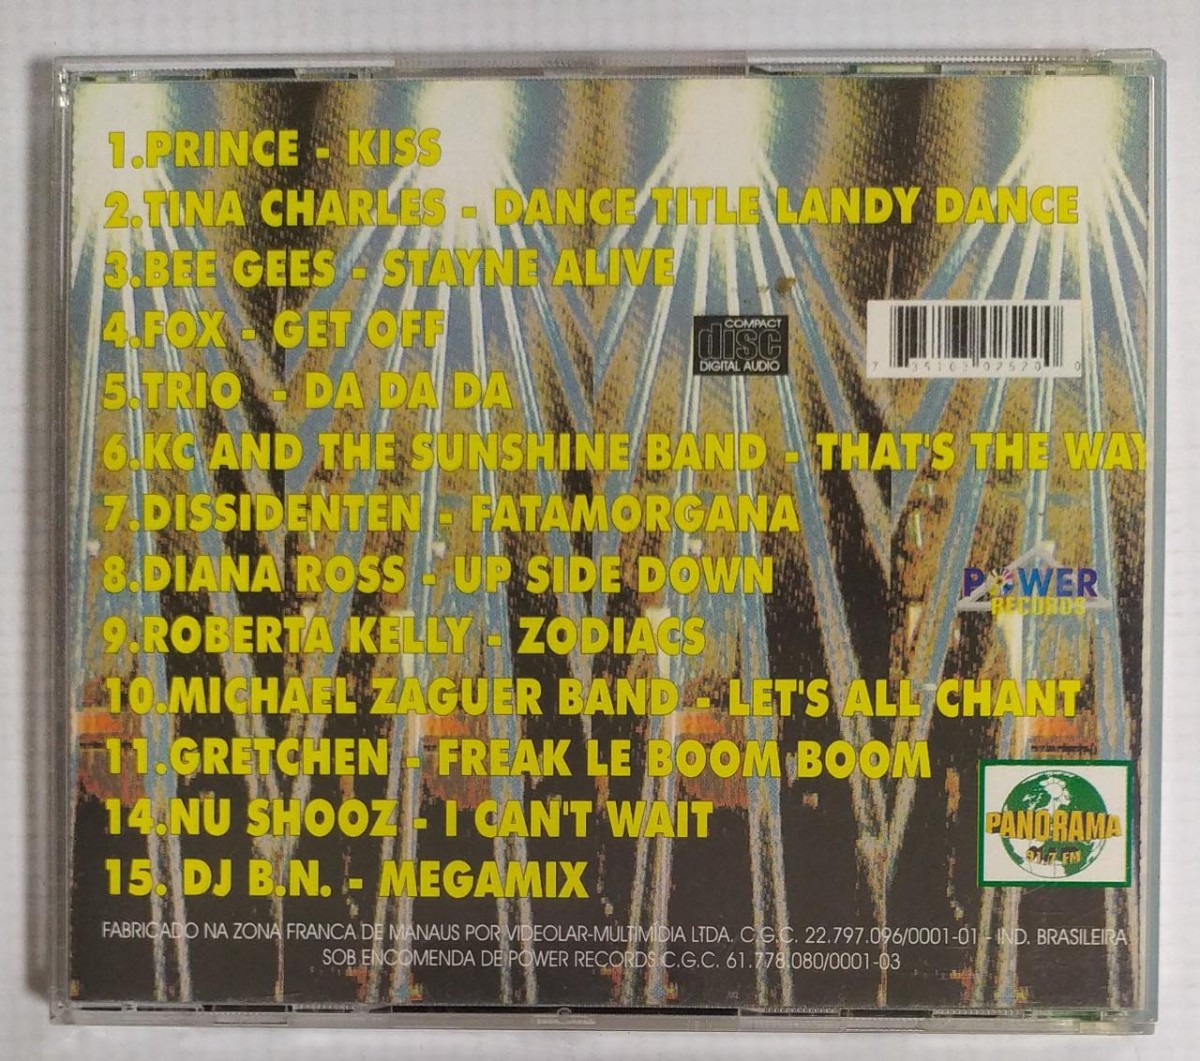 1.PRINCE - KISS
2.TINA CHARLES - DANCE TITLE LANDY DANCE
3.BEE GEES - STAYNE ALIVE
4.FOX - GET OFF
COMPACT
disc
DIGITAL AUDIO
5.TRIO - DA DA DA
6.KC AND THE SUNSHINE BAND - THAT'S THE WAY
7.DISSIDENTEN - FATAMORGANA
8.DIANA ROSS - UP SIDE DOWN
POWER
RECORDS
9.ROBERTA KELLY - ZODIACS
10.MICHAEL ZAGUER BAND - LET'S ALL CHANT
11.GRETCHEN - FREAK LE BOOM BOOM
14.NU SHOOZ - I CAN'T WAIT
PANORAMA
91.7 FM
15. DJ B.N. - MEGAMIX
FABRICADO NA ZONA FRANCA DE MANAUS POR VIDEOLAR-MULTIMÍDIA LTDA. C.G.C. 22.797.096/0001-01 - IND. BRASILEIRA
SOB ENCOMENDA DE POWER RECORDS C.G.C. 61.778.080/0001-03